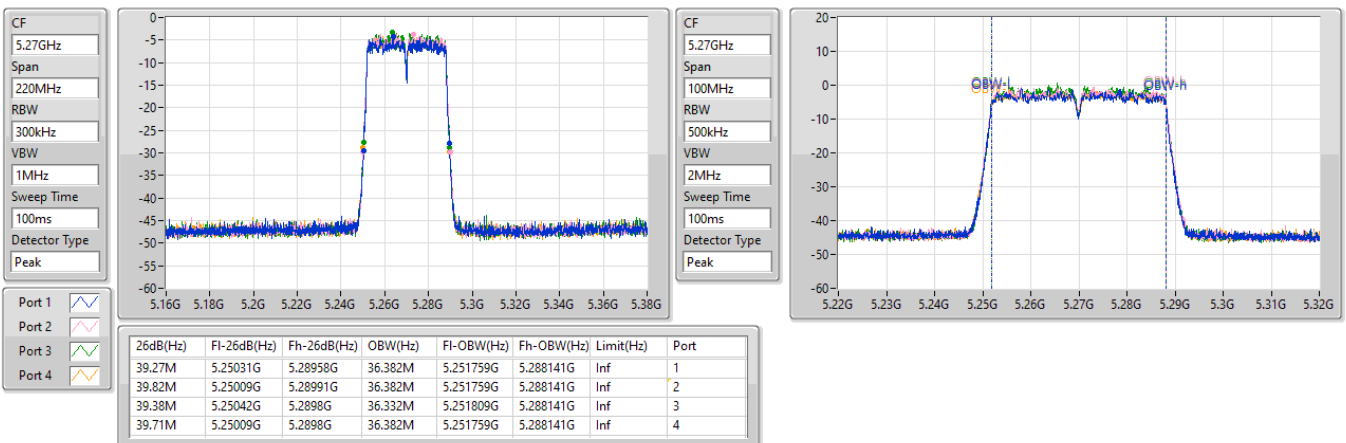 CF
5.27GHz
Span
220MHz
RBW
300kHz
VBW
1MHz
Sweep Time
100ms
Detector Type
Peak
0
-5
-10
-15
-20
-25
-30
-35
-40
-45
-50
-55
-60
5.16G 5.18G 5.2G 5.22G 5.24G 5.26G 5.28G 5.3G 5.32G 5.34G 5.36G 5.38G
CF
5.27GHz
Span
100MHz
RBW
500kHz
VBW
2MHz
Sweep Time
100ms
Detector Type
Peak
20
10
0
-10
-20
-30
-40
-50
-60
OBW-l OBW-h
5.22G 5.23G 5.24G 5.25G 5.26G 5.27G 5.28G 5.29G 5.3G 5.31G 5.32G
Port 1
Port 2
Port 3
Port 4
26dB(Hz) Fl-26dB(Hz) Fh-26dB(Hz) OBW(Hz) Fl-OBW(Hz) Fh-OBW(Hz) Limit(Hz) Port
39.27M 5.25031G 5.28958G 36.382M 5.251759G 5.288141G Inf 1
39.82M 5.25009G 5.28991G 36.382M 5.251759G 5.288141G Inf 2
39.38M 5.25042G 5.2898G 36.332M 5.251809G 5.288141G Inf 3
39.71M 5.25009G 5.2898G 36.382M 5.251759G 5.288141G Inf 4